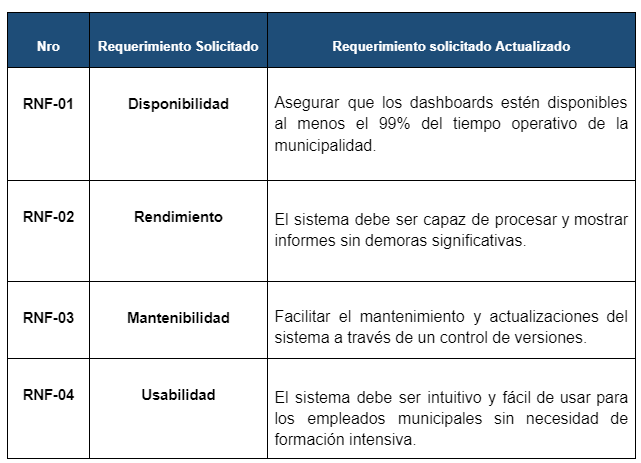 Nro Requerimiento Solicitado Requerimiento solicitado Actualizado
RNF-01 Disponibilidad Asegurar que los dashboards estén disponibles
al menos el 99% del tiempo operativo de la
municipalidad.
RNF-02 Rendimiento El sistema debe ser capaz de procesar y mostrar
informes sin demoras significativas.
RNF-03 Mantenibilidad Facilitar el mantenimiento y actualizaciones del
sistema a través de un control de versiones.
RNF-04 Usabilidad El sistema debe ser intuitivo y fácil de usar para
los empleados municipales sin necesidad de
formación intensiva.